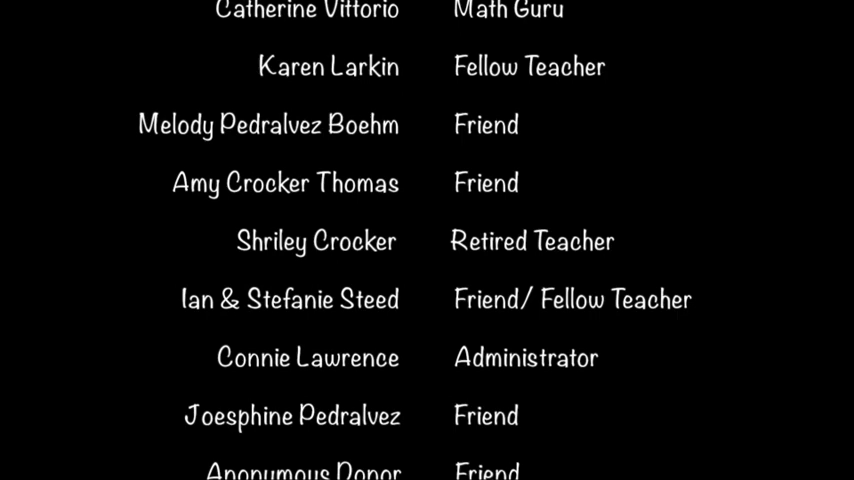 Catherine Vittorio Math Guru
Karen Larkin Fellow Teacher
Melody Pedralvez Boehm Friend
Amy Crocker Thomas Friend
Shriley Crocker Retired Teacher
Ian & Stefanie Steed Friend/ Fellow Teacher
Connie Lawrence Administrator
Joesphine Pedralvez Friend
Anonymous Donor Friend